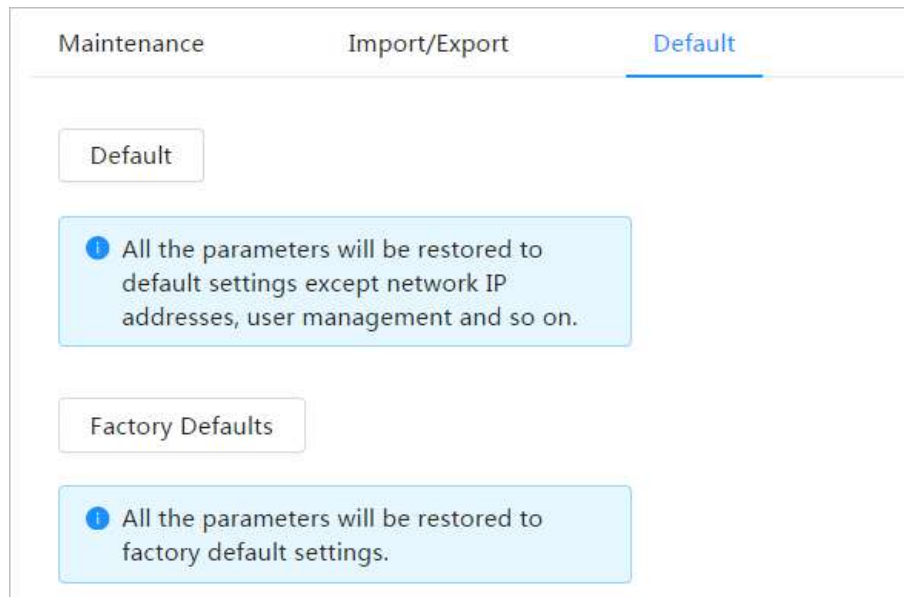 Maintenance Import/Export Default
Default
All the parameters will be restored to
default settings except network IP
addresses, user management and so on.
Factory Defaults
All the parameters will be restored to
factory default settings.